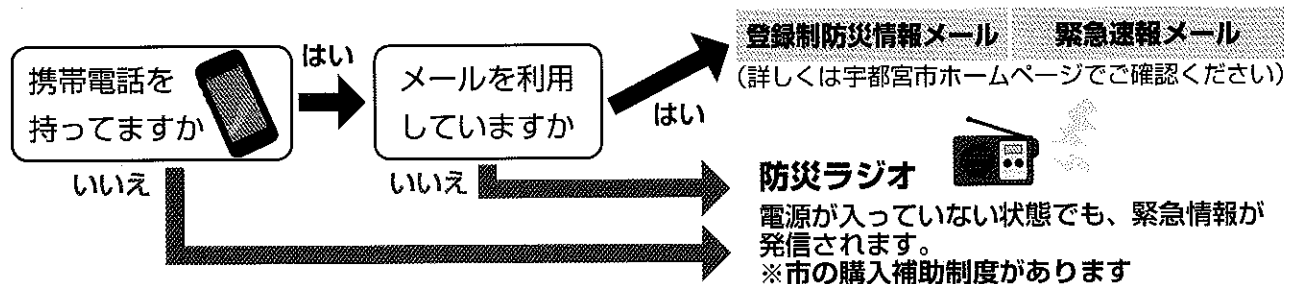 携帯電話を
持ってますか
はい
メールを利用
していますか
はい
登録制防災情報メール
緊急速報メール
（詳しくは宇都宮市ホームページでご確認ください）
いいえ
いいえ
防災ラジオ
電源が入っていない状態でも、緊急情報が
発信されます。
※市の購入補助制度があります